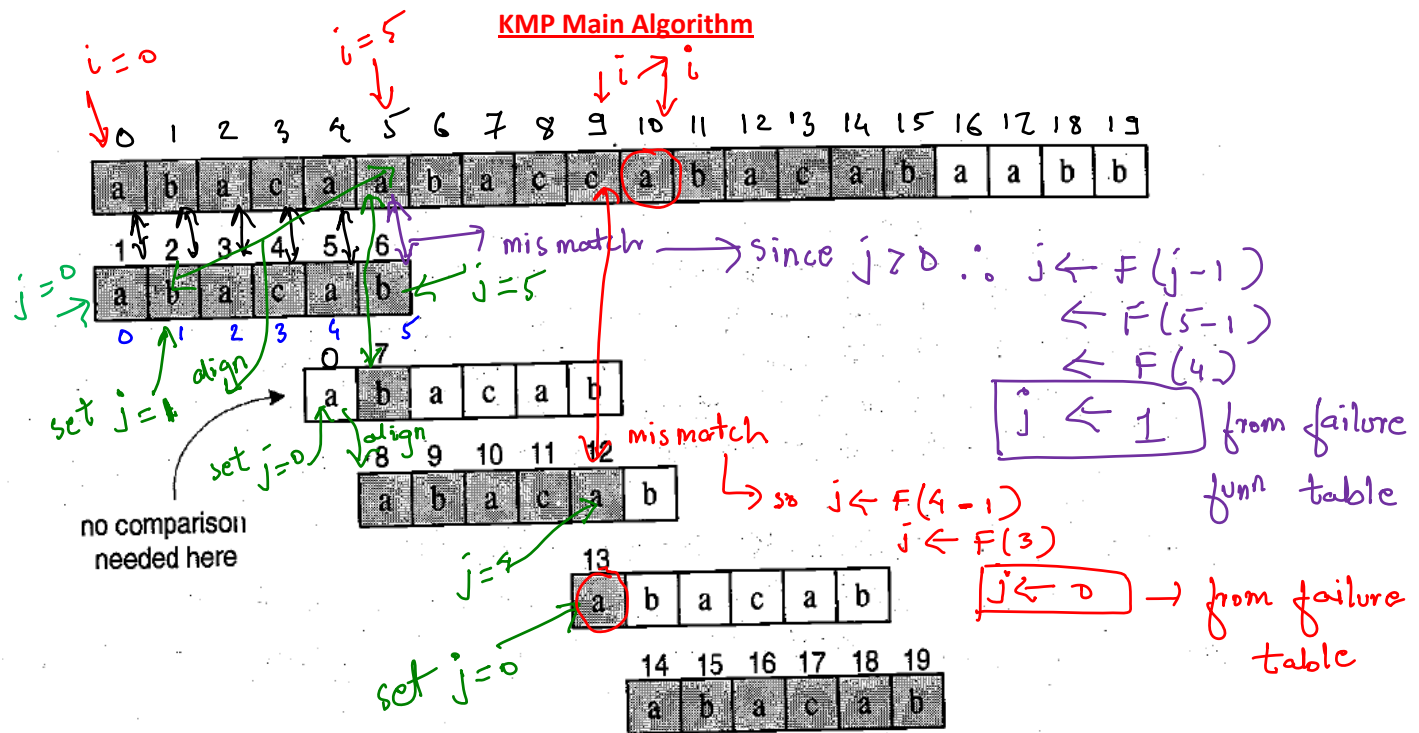 KMP Main Algorithm
i = 0
i = 5
i
i
0 1 2 3 4 5 6 7 8 9 10 11 12 13 14 15 16 17 18 19
a b a c a a b a c c a b a c a b a a b b
1 2 3 4 5 6
mismatch → since j > 0 ∴ j ← F(j-1)
j=0
a b a c a b
j=5
← F(5-1)
0 1 2 3 4 5
← F(4)
align
0 7
set j=1
a b a c a b
j ← 1 from failure
funn table
set j=0
align
mismatch
8 9 10 11 12
a b a c a b
so j ← F(4-1)
j ← F(3)
no comparison
needed here
j=4
13
a b a c a b
j ← 0 → from failure
table
set j=0
14 15 16 17 18 19
a b a c a b